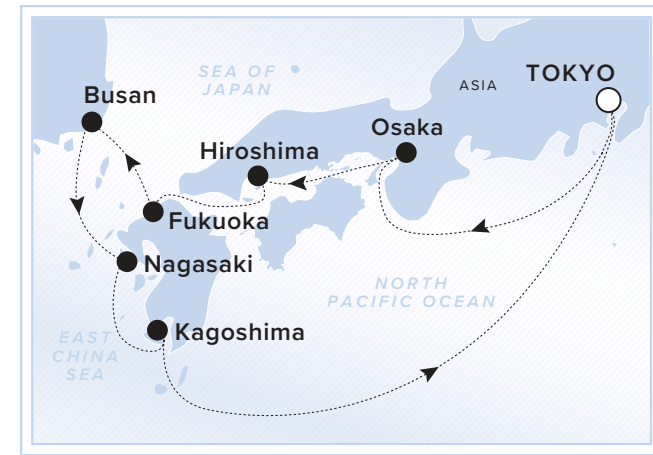 SEA OF
JAPAN
ASIA
TOKYO
Busan
Osaka
Hiroshima
Fukuoka
Nagasaki
NORTH
PACIFIC OCEAN
Kagoshima
EAST
CHINA
SEA